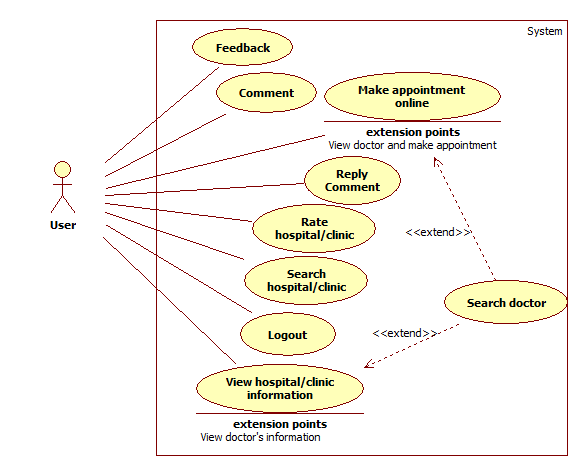 System
Feedback
Comment
Make appointment
online
extension points
View doctor and make appointment
Reply
Comment
User
Rate
hospital/clinic
<<extend>>
Search
hospital/clinic
Search doctor
Logout
<<extend>>
View hospital/clinic
information
extension points
View doctor's information